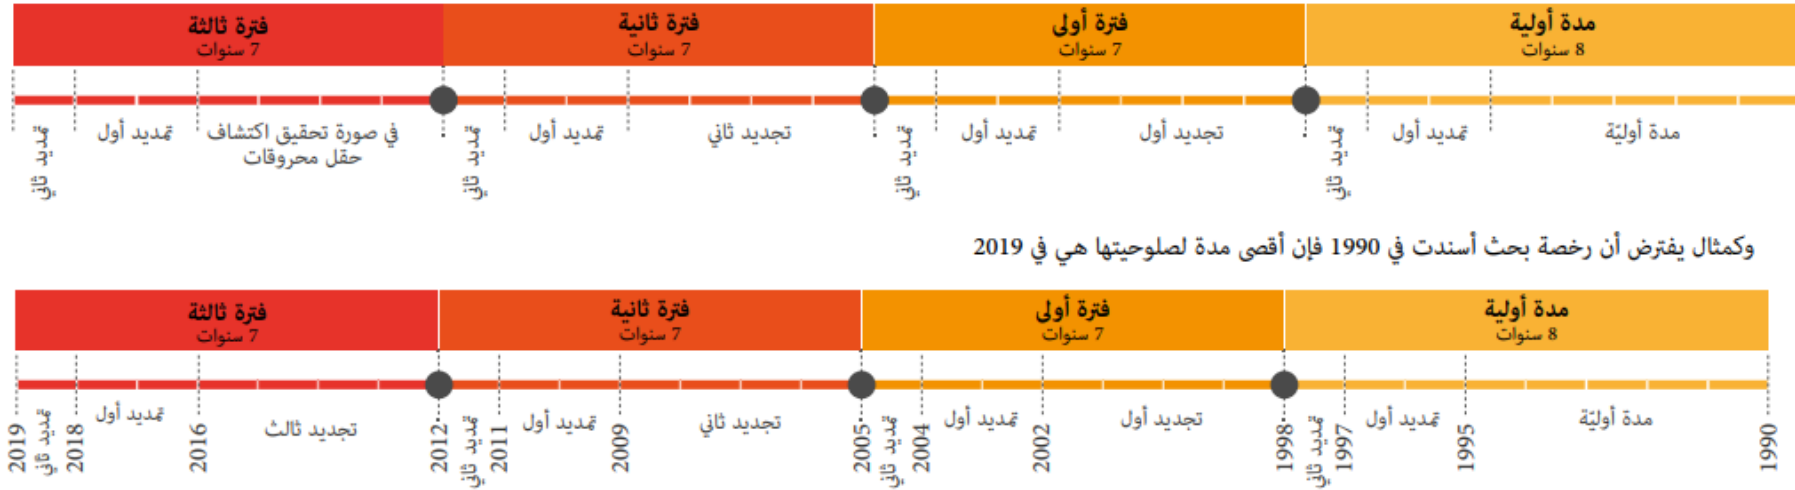 مدة أولية
8 سنوات
فترة أولى
7 سنوات
فترة ثانية
7 سنوات
فترة ثالثة
7 سنوات
مدة أوليّة
تمديد أول
تمديد ثاني
تجديد أول
تمديد أول
تمديد ثاني
تجديد ثاني
تمديد أول
تمديد ثاني
في صورة تحقيق اكتشاف
حقل محروقات
تمديد أول
تمديد ثاني
وكمثال يفترض أن رخصة بحث أسندت في 1990 فإن أقصى مدة لصلوحيتها هي في 2019
مدة أولية
8 سنوات
فترة أولى
7 سنوات
فترة ثانية
7 سنوات
فترة ثالثة
7 سنوات
1990
مدة أوليّة
1995
تمديد أول
1997
تمديد ثاني
1998
تجديد أول
2002
تمديد أول
2004
تمديد ثاني
2005
تجديد ثاني
2009
تمديد أول
2011
تمديد ثاني
2012
تجديد ثالث
2016
تمديد أول
2018
تمديد ثاني
2019